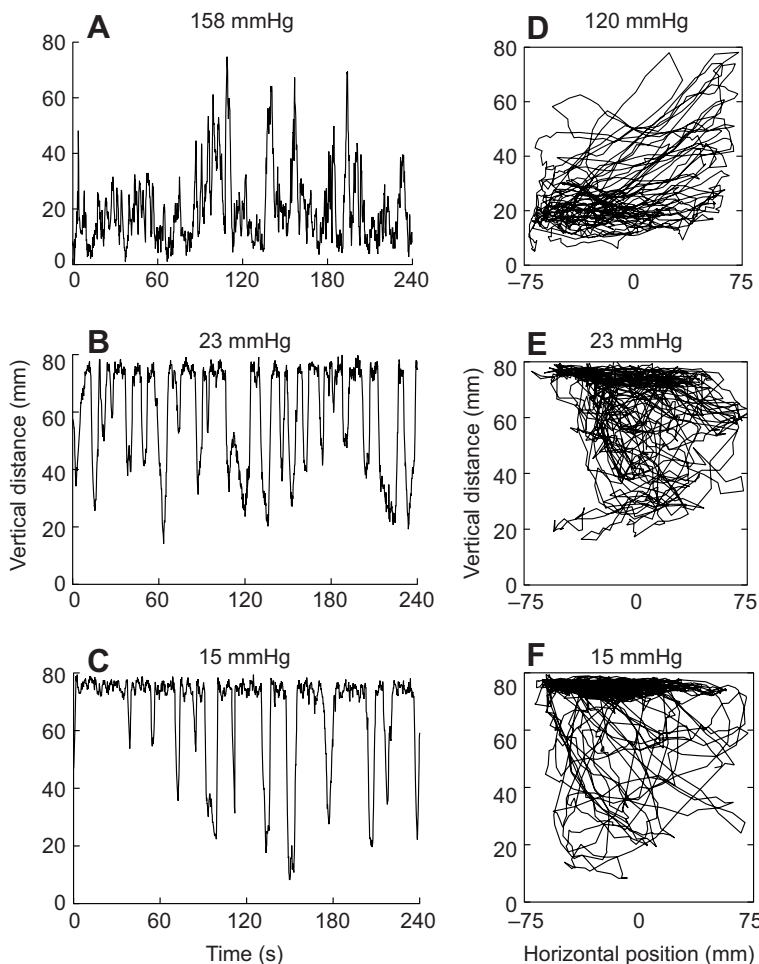 A 158 mmHg
80
60
40
20
0
0 60 120 180 240
D 120 mmHg
80
60
40
20
0
–75 0 75
B 23 mmHg
80
60
40
20
0
0 60 120 180 240
Vertical distance (mm)
E 23 mmHg
80
60
40
20
0
–75 0 75
Vertical distance (mm)
C 15 mmHg
80
60
40
20
0
0 60 120 180 240
Time (s)
F 15 mmHg
80
60
40
20
0
–75 0 75
Horizontal position (mm)